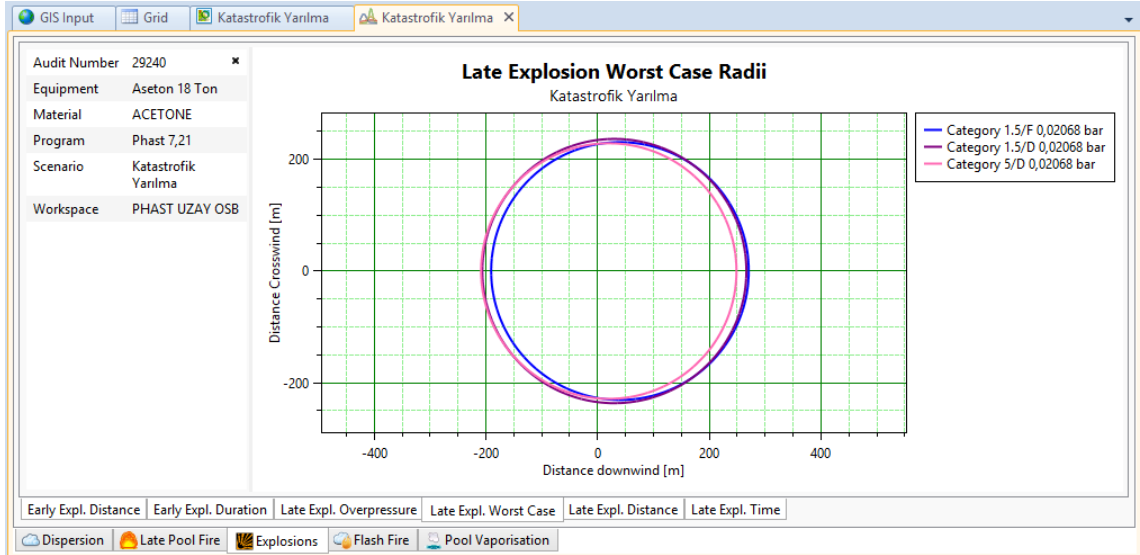 GIS Input
Grid
Katastrofik Yarılma
Katastrofik Yarılma
Audit Number 29240
Equipment Aseton 18 Ton
Material ACETONE
Program Phast 7,21
Scenario Katastrofik
Yarılma
Workspace PHAST UZAY OSB
Late Explosion Worst Case Radii
Katastrofik Yarılma
Category 1.5/F 0,02068 bar
Category 1.5/D 0,02068 bar
Category 5/D 0,02068 bar
Distance Crosswind [m]
200
0
-200
-400 -200 0 200 400
Distance downwind [m]
Early Expl. Distance
Early Expl. Duration
Late Expl. Overpressure
Late Expl. Worst Case
Late Expl. Distance
Late Expl. Time
Dispersion
Late Pool Fire
Explosions
Flash Fire
Pool Vaporisation